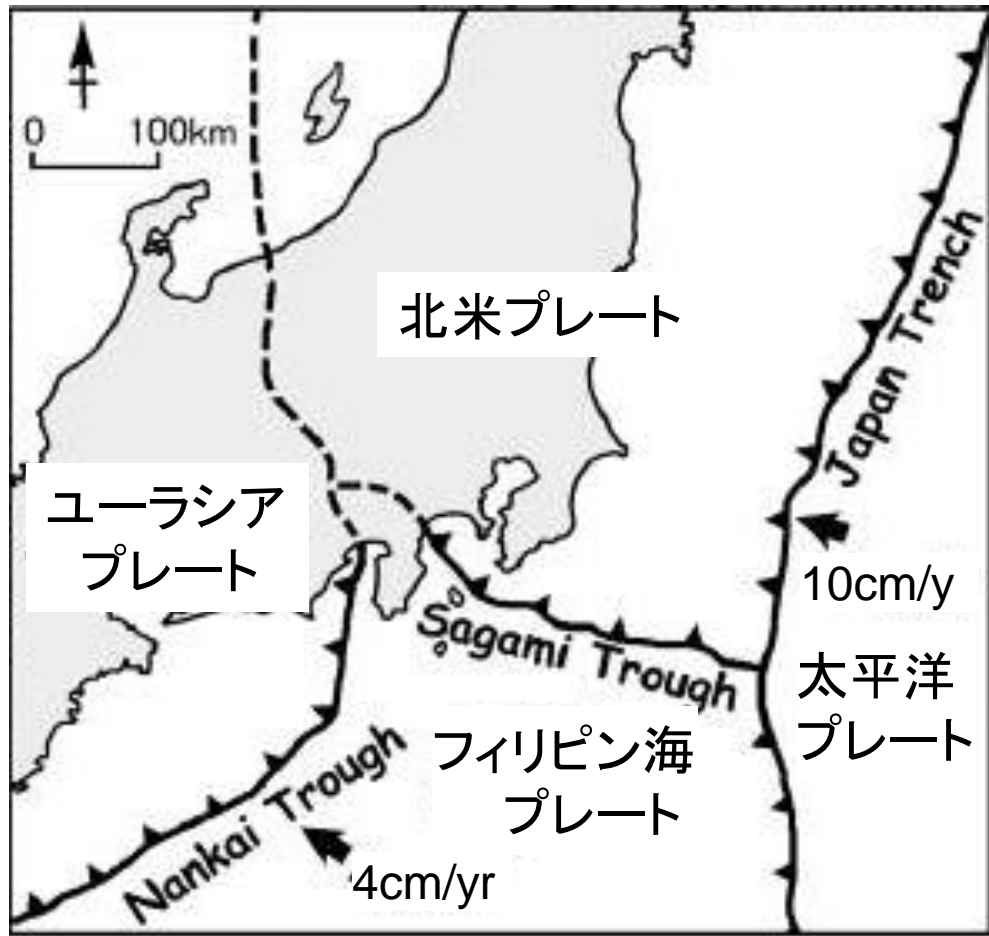 0 100km
北米プレート
Japan Trench
ユーラシア
プレート
10cm/y
Sagami Trough
太平洋
プレート
フィリピン海
プレート
Nankai Trough
4cm/yr